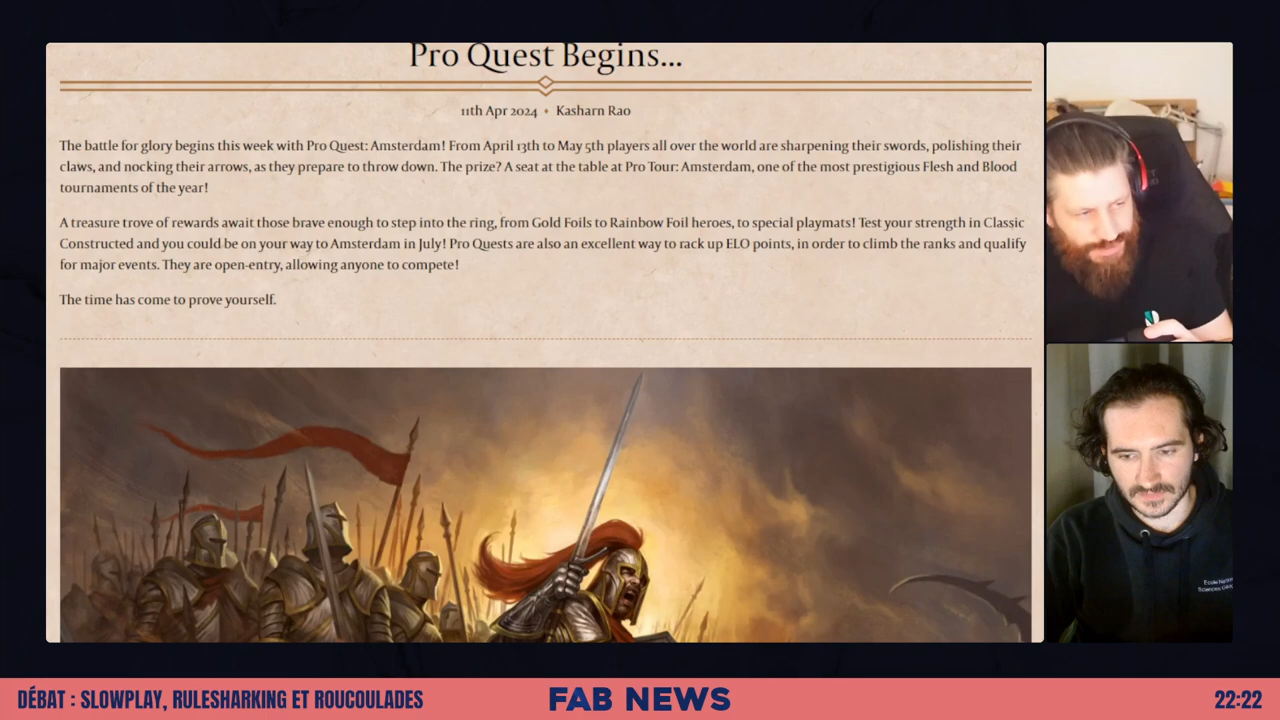 Pro Quest Begins...
11th Apr 2024 • Kasharn Rao
The battle for glory begins this week with Pro Quest: Amsterdam! From April 13th to May 5th players all over the world are sharpening their swords, polishing their
claws, and nocking their arrows, as they prepare to throw down. The prize? A seat at the table at Pro Tour: Amsterdam, one of the most prestigious Flesh and Blood
tournaments of the year!
A treasure trove of rewards await those brave enough to step into the ring, from Gold Foils to Rainbow Foil heroes, to special playmats! Test your strength in Classic
Constructed and you could be on your way to Amsterdam in July! Pro Quests are also an excellent way to rack up ELO points, in order to climb the ranks and qualify
for major events. They are open-entry, allowing anyone to compete!
The time has come to prove yourself.
DÉBAT : SLOWPLAY, RULESHARKING ET ROUCOULADES
FAB NEWS
22:22